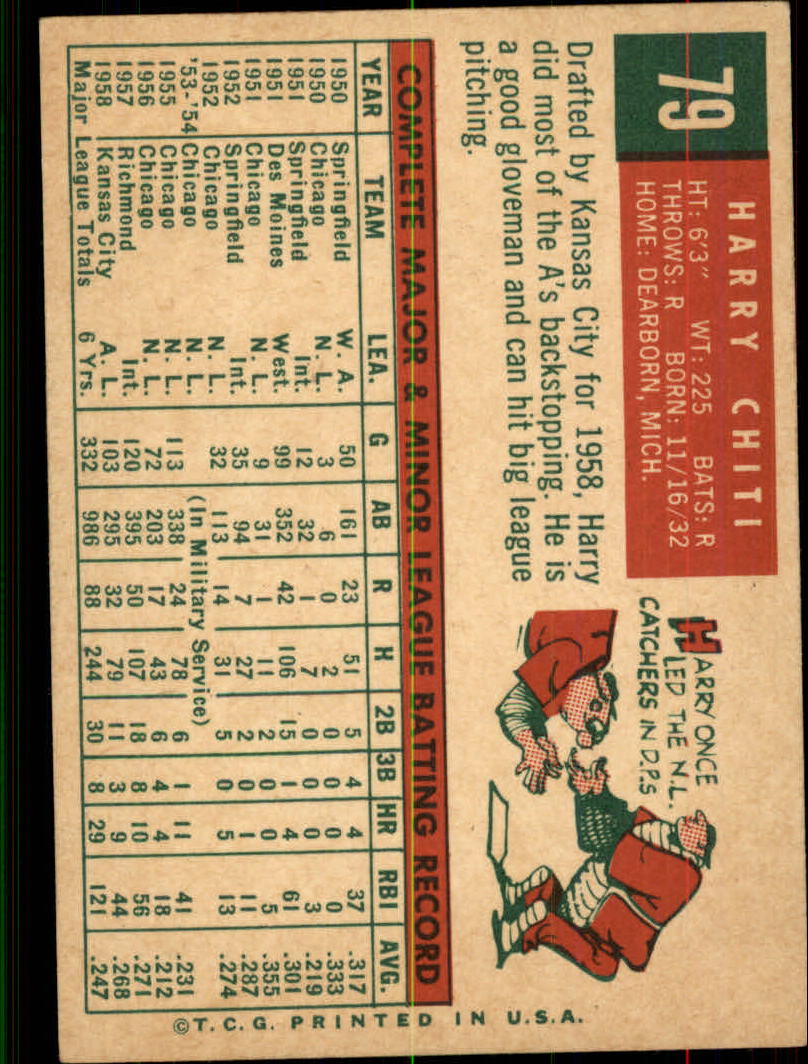 79
HARRY CHITI
HT: 6'3" WT: 225 BATS: R
THROWS: R BORN: 11/16/32
HOME: DEARBORN, MICH.
Drafted by Kansas City for 1958, Harry
did most of the A's backstopping. He is
a good gloveman and can hit big league
pitching.
HARRY ONCE
LED THE N.L.
CATCHERS IN D.P.S
COMPLETE MAJOR & MINOR LEAGUE BATTING RECORD
YEAR TEAM LEA. G AB R H 2B 3B HR RBI AVG.
1950 Springfield W. A. 50 161 23 51 5 4 4 37 .317
1950 Chicago N. L. 3 6 0 2 0 0 0 0 .333
1951 Springfield Int. 12 32 1 7 0 0 0 3 .219
1951 Des Moines West. 99 352 42 106 15 1 4 61 .301
1951 Chicago N. L. 9 31 1 11 2 0 0 5 .355
1952 Springfield Int. 35 94 7 27 2 0 1 11 .287
1952 Chicago N. L. 32 113 14 31 5 0 5 13 .274
'53-'54 Chicago N. L. (In Military Service)
1955 Chicago N. L. 113 338 24 78 6 1 11 41 .231
1956 Chicago N. L. 72 203 17 43 6 4 4 18 .212
1957 Richmond Int. 120 395 50 107 18 8 10 56 .271
1958 Kansas City A. L. 103 295 32 79 11 3 9 44 .268
Major League Totals 6 Yrs. 332 986 88 244 30 8 29 121 .247
©T.C.G. PRINTED IN U.S.A.